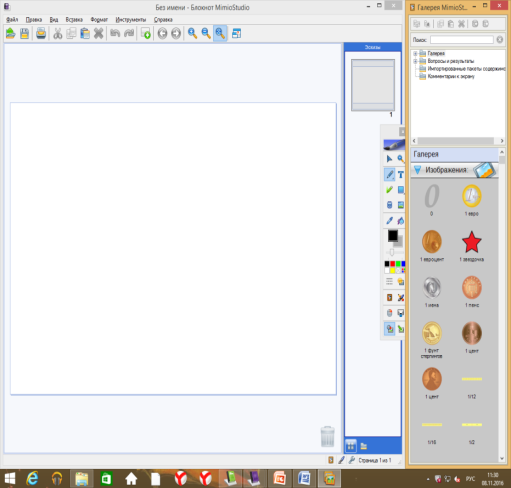 Без имени - Блокнот MimioStudio
Файл Правка Вид Вставка Формат Инструменты Справка
Эскизы
1
Страница 1 из 1
Галерея MimioSt...
Поиск:
Галерея
Вопросы и результаты
Импортированные пакеты содержимо
Комментарии к экрану
Галерея
Изображения:
0
1 евро
1 евроцент
1 звездочка
1 иена
1 пенс
1 фунт
стерлингов
1 цент
1 цент
1/12
1/16
1/2
РУС
11:30
08.11.2016